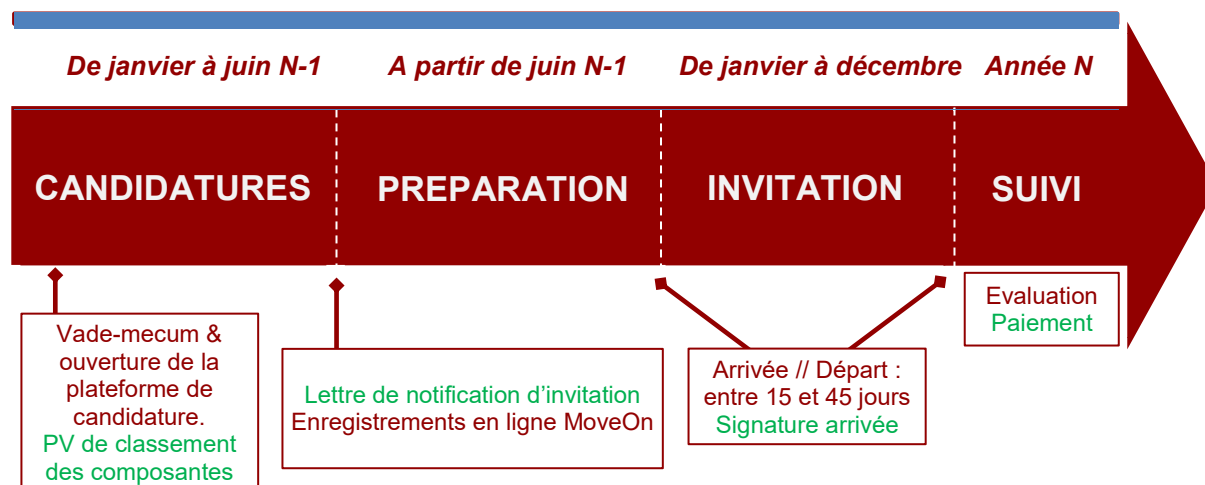 De janvier à juin N-1
A partir de juin N-1
De janvier à décembre
Année N
CANDIDATURES
PREPARATION
INVITATION
SUIVI
Vade-mecum &
ouverture de la
plateforme de
candidature.
PV de classement
des composantes
Lettre de notification d’invitation
Enregistrements en ligne MoveOn
Arrivée // Départ :
entre 15 et 45 jours
Signature arrivée
Evaluation
Paiement